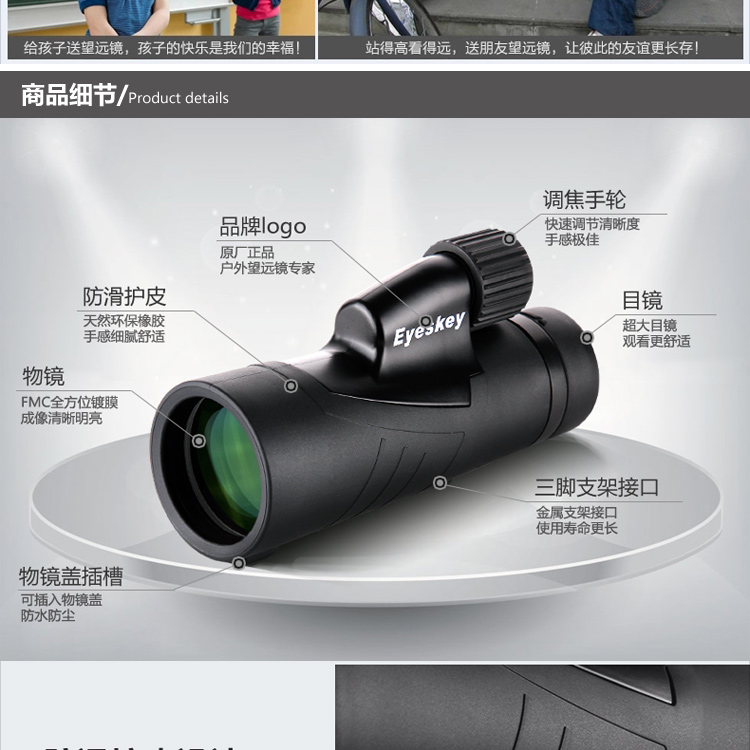 给孩子送望远镜，孩子的快乐是我们的幸福！
站得高看得远，送朋友望远镜，让彼此的友谊更长存！
商品细节/Product details
调焦手轮
快速调节清晰度
手感极佳
品牌logo
原厂正品
户外望远镜专家
防滑护皮
天然环保橡胶
手感细腻舒适
目镜
超大目镜
观看更舒适
Eyeskey
物镜
FMC全方位镀膜
成像清晰明亮
三脚支架接口
金属支架接口
使用寿命更长
物镜盖插槽
可插入物镜盖
防水防尘